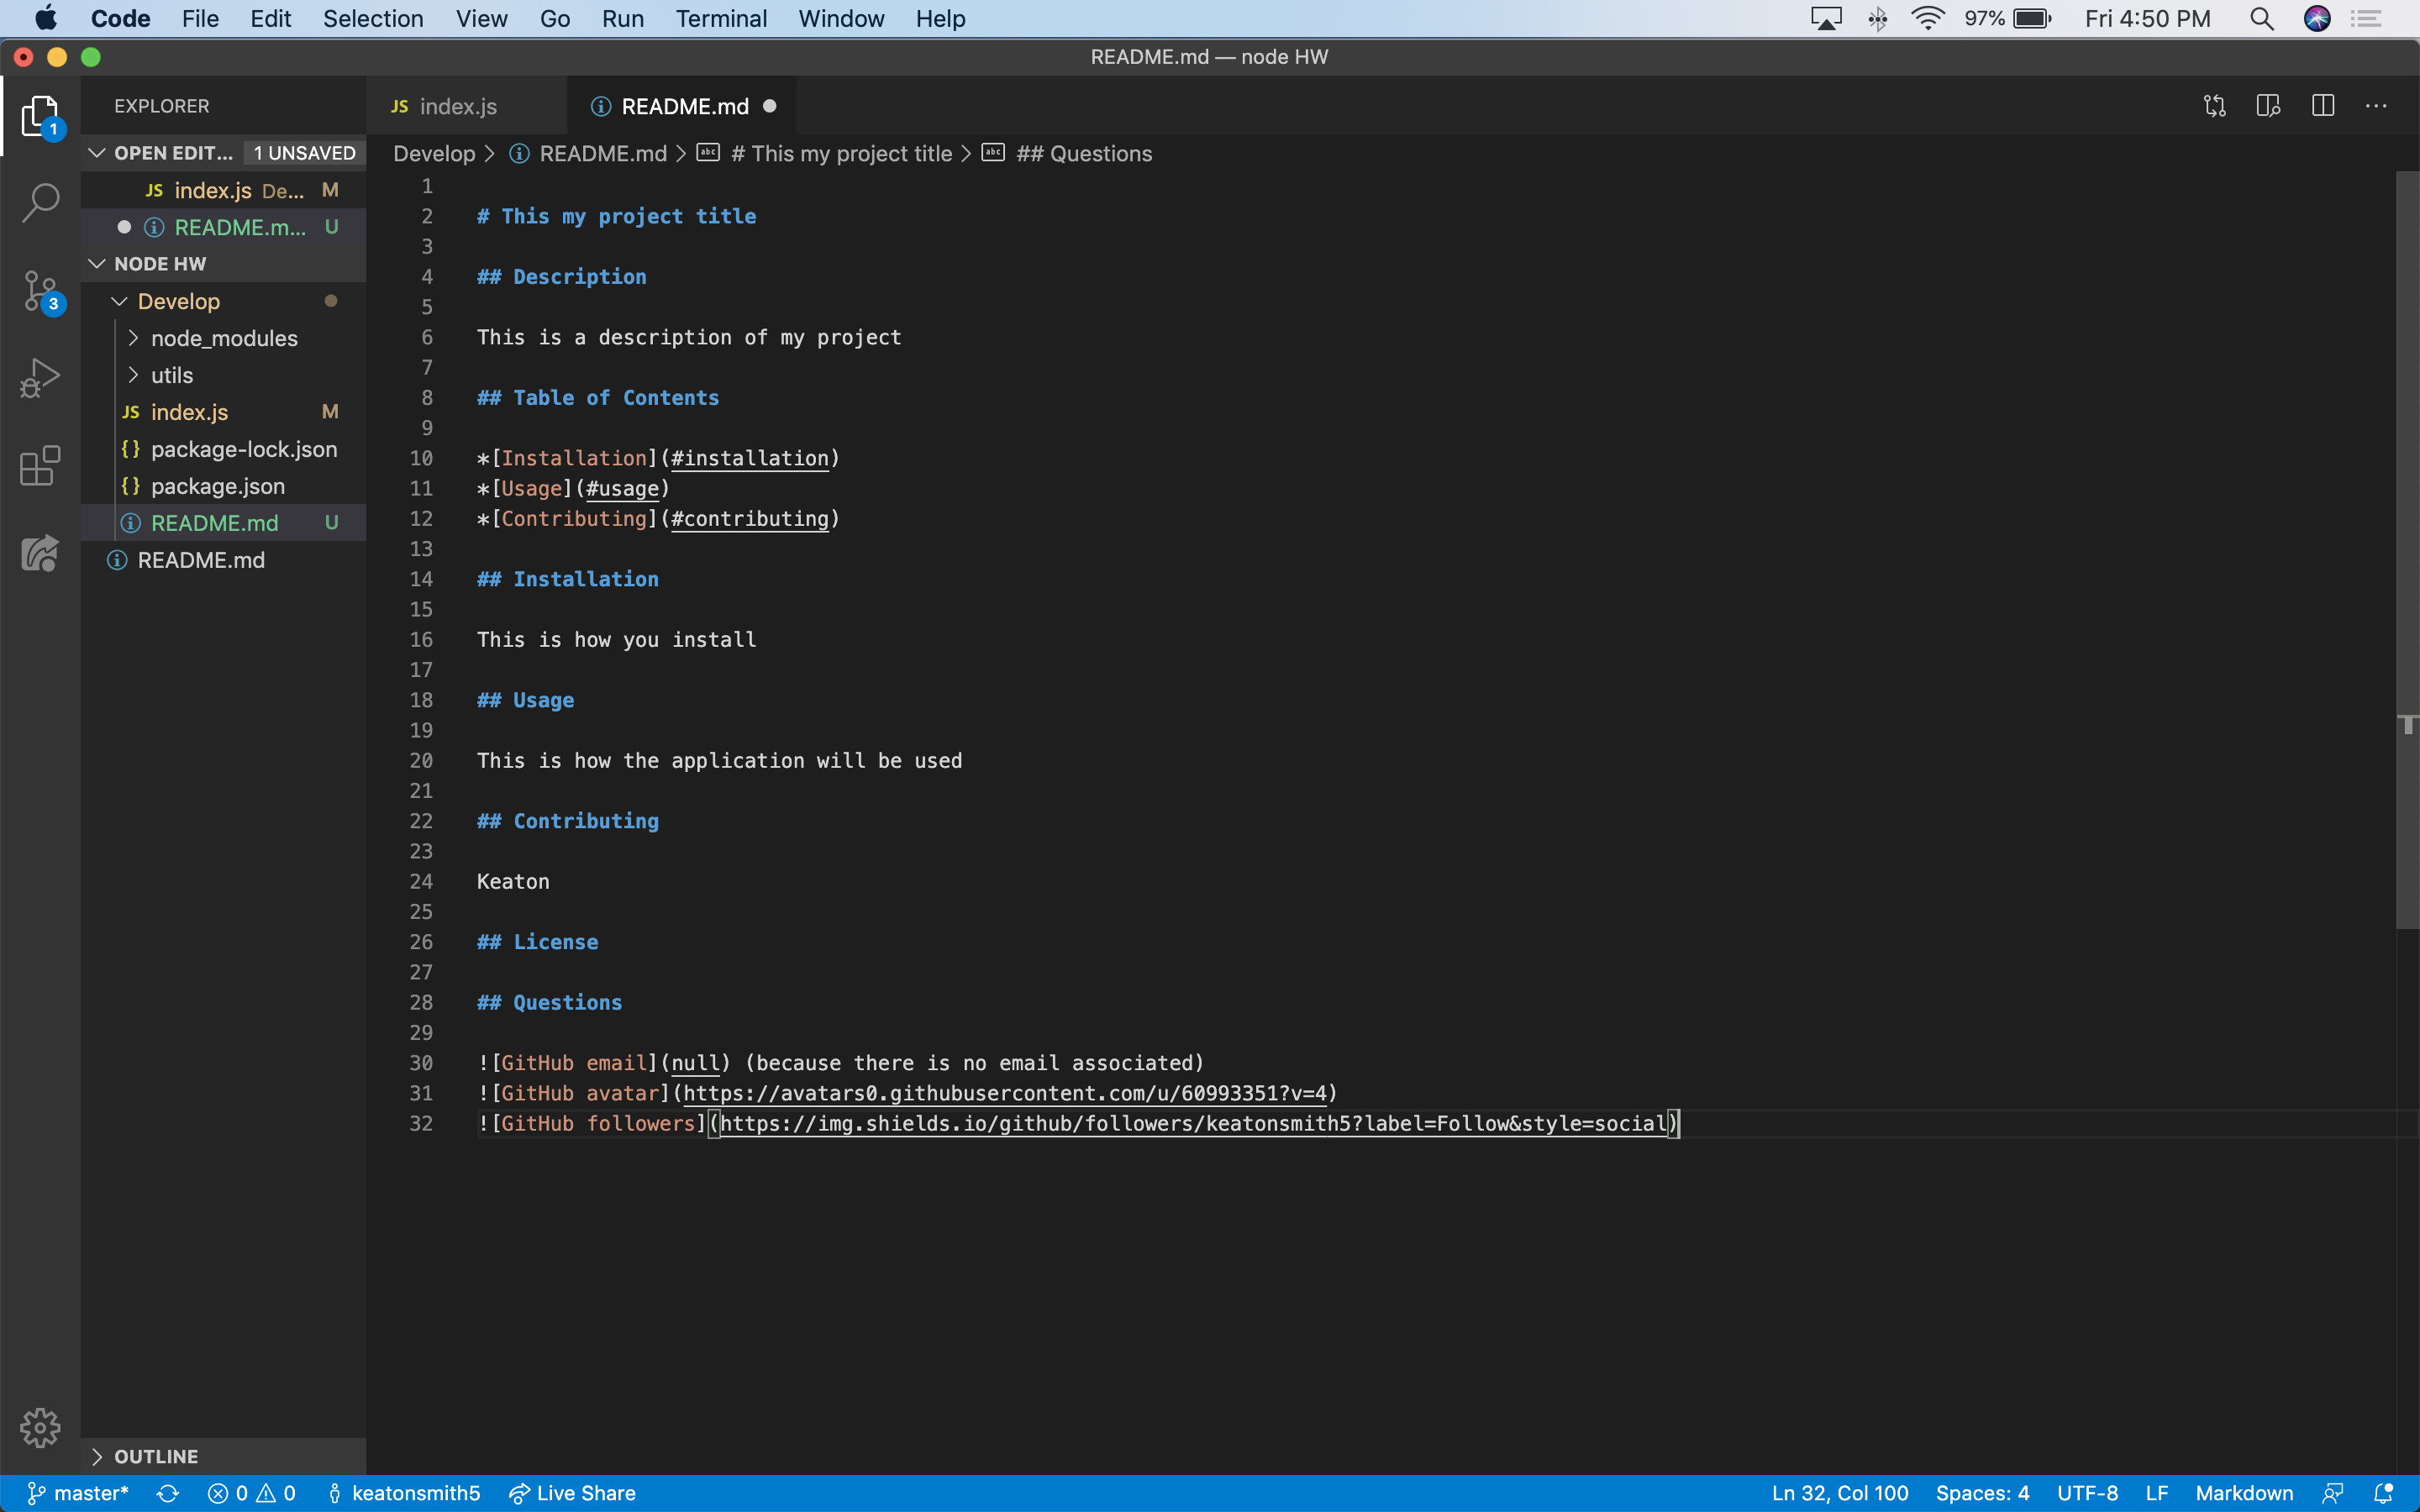 Code File Edit Selection View Go Run Terminal Window Help 97% Fri 4:50 PM
README.md — node HW
EXPLORER
JS index.js
README.md
OPEN EDIT... 1 UNSAVED
JS index.js De... M
README.m... U
NODE HW
Develop
node_modules
utils
JS index.js M
{} package-lock.json
{} package.json
README.md U
README.md
OUTLINE
1
3
Develop > README.md > abc # This my project title > abc ## Questions
1
2 # This my project title
3
4 ## Description
5
6 This is a description of my project
7
8 ## Table of Contents
9
10 *[Installation](#installation)
11 *[Usage](#usage)
12 *[Contributing](#contributing)
13
14 ## Installation
15
16 This is how you install
17
18 ## Usage
19
20 This is how the application will be used
21
22 ## Contributing
23
24 Keaton
25
26 ## License
27
28 ## Questions
29
30 ![GitHub email](null) (because there is no email associated)
31 ![GitHub avatar](https://avatars0.githubusercontent.com/u/60993351?v=4)
32 ![GitHub followers](https://img.shields.io/github/followers/keatonsmith5?label=Follow&style=social)
master* 0 0 keatonsmith5 Live Share Ln 32, Col 100 Spaces: 4 UTF-8 LF Markdown